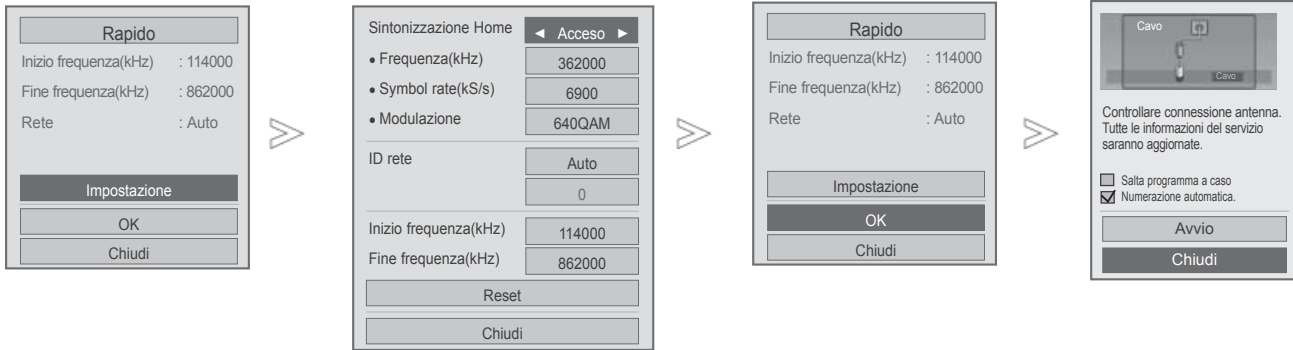 Rapido
Inizio frequenza(kHz) : 114000
Fine frequenza(kHz) : 862000
Rete : Auto
Impostazione
OK
Chiudi
Sintonizzazione Home ◄ Acceso ►
• Frequenza(kHz) 362000
• Symbol rate(kS/s) 6900
• Modulazione 640QAM
ID rete Auto
0
Inizio frequenza(kHz) 114000
Fine frequenza(kHz) 862000
Reset
Chiudi
Rapido
Inizio frequenza(kHz) : 114000
Fine frequenza(kHz) : 862000
Rete : Auto
Impostazione
OK
Chiudi
Cavo
Cavo
Controllare connessione antenna.
Tutte le informazioni del servizio
saranno aggiornate.
Salta programma a caso
Numerazione automatica.
Avvio
Chiudi